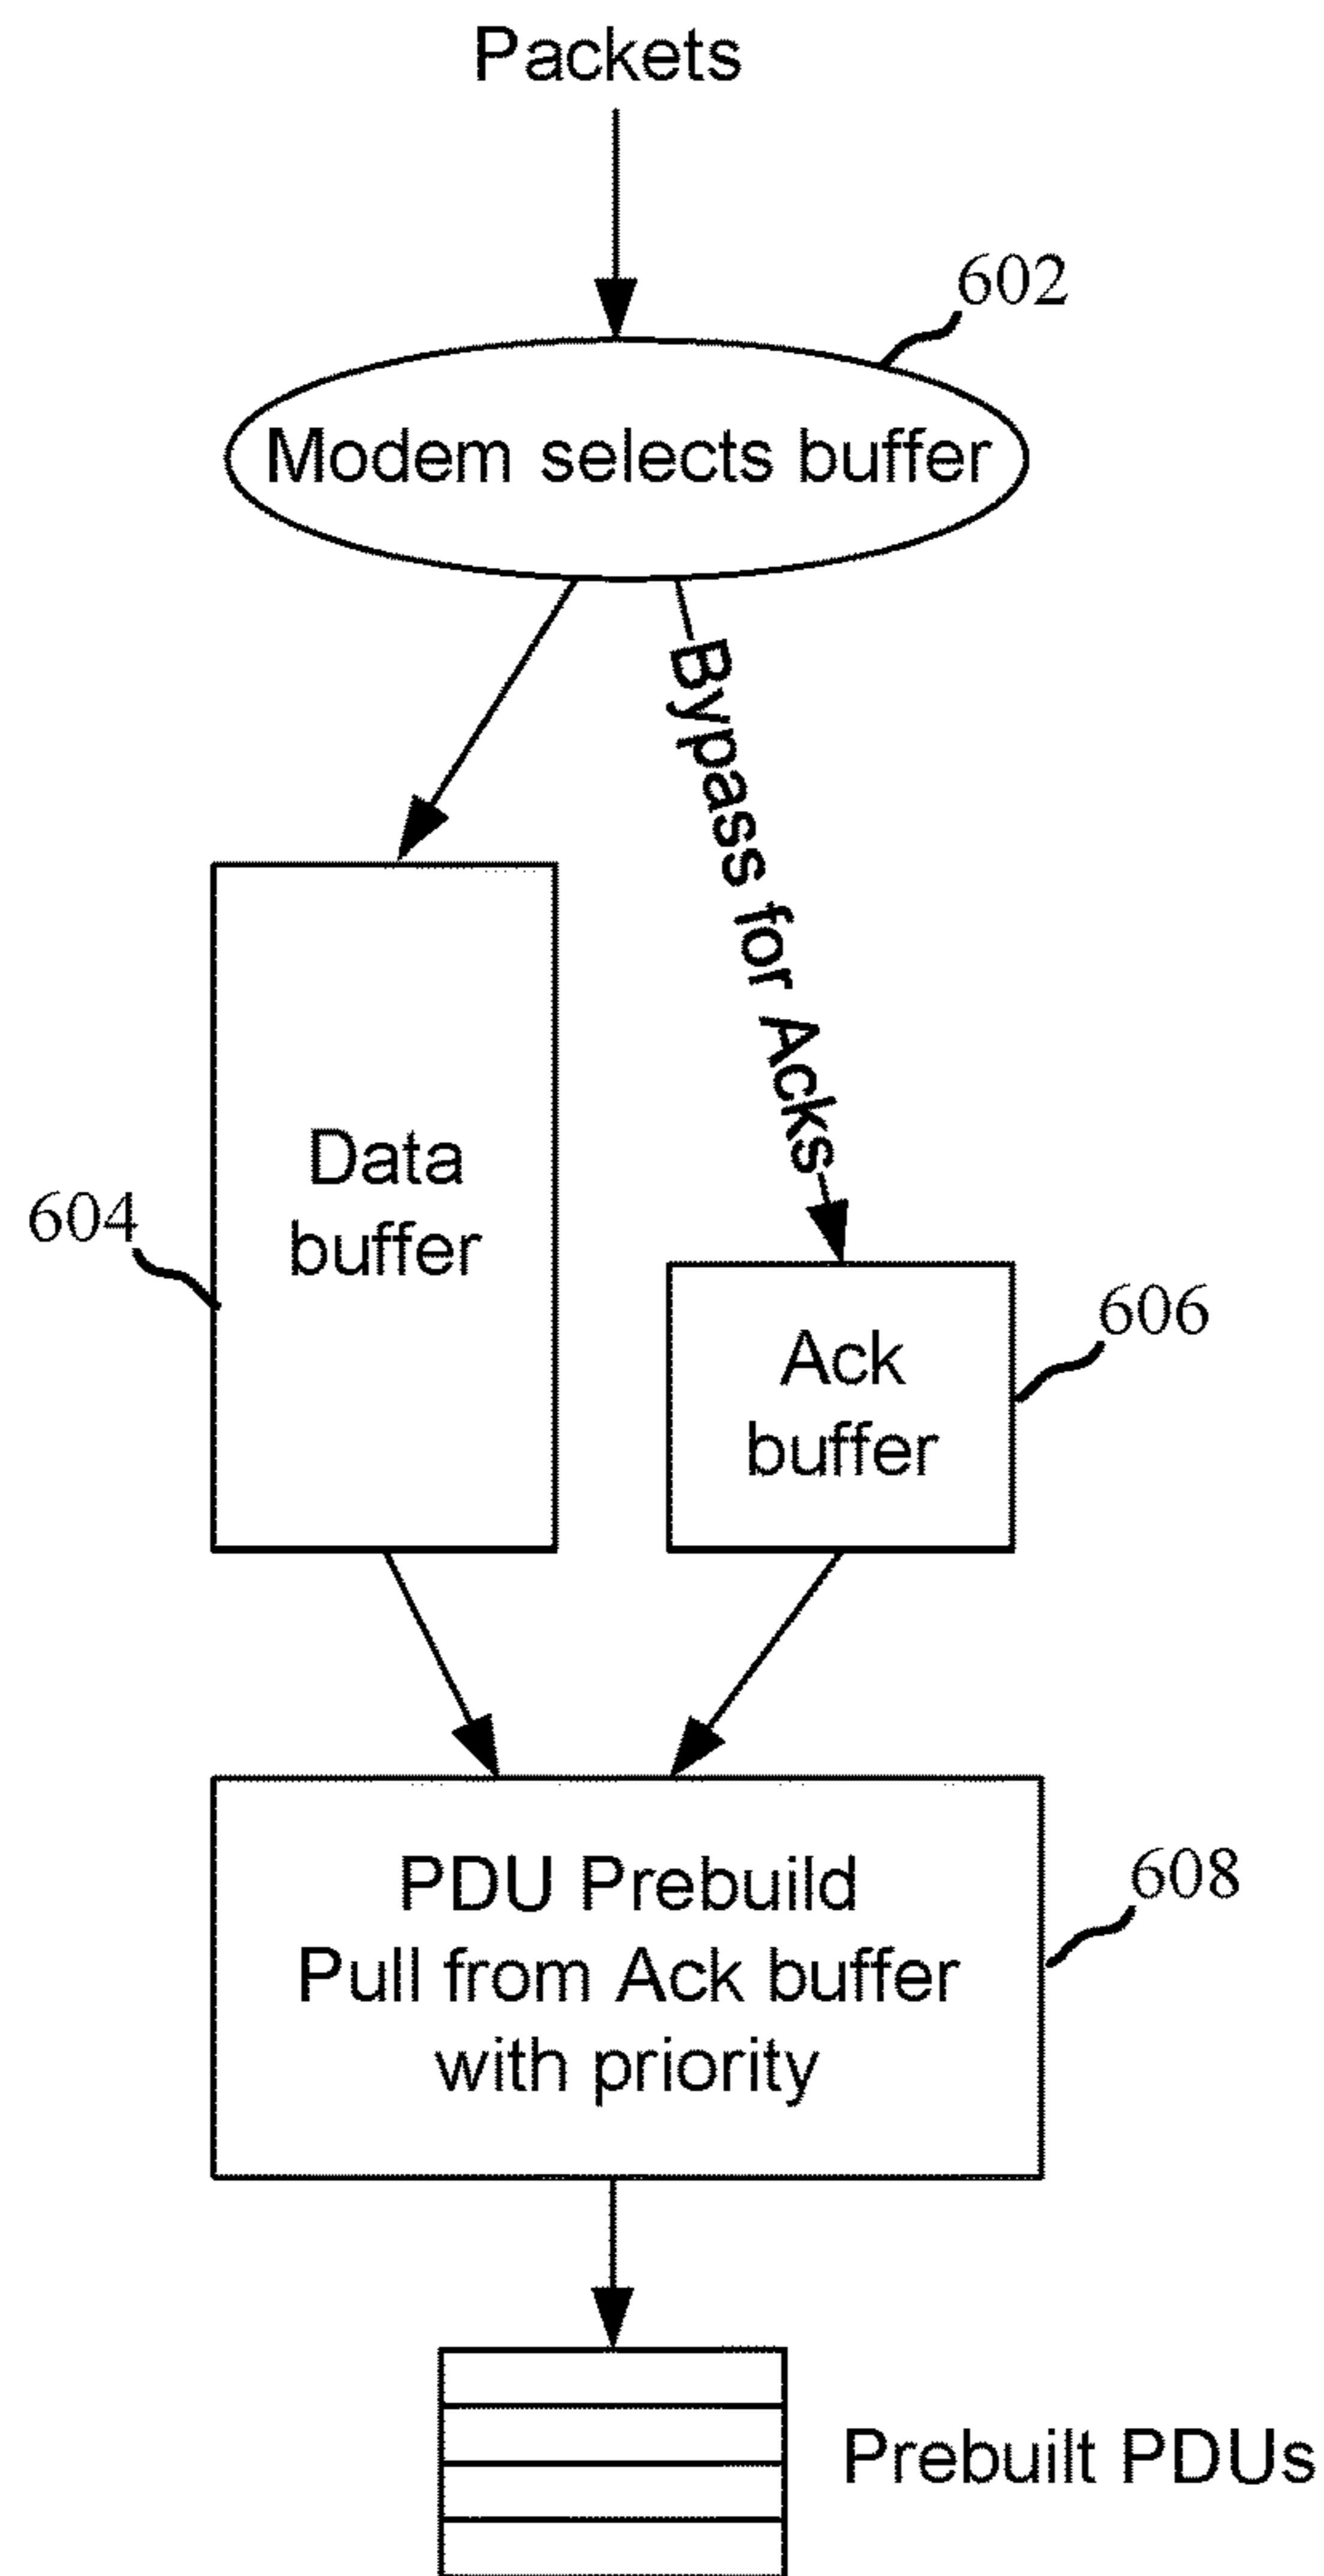 Packets
602
Modem selects buffer
Bypass for Acks
Data
buffer
604
Ack
buffer
606
PDU Prebuild
Pull from Ack buffer
with priority
608
Prebuilt PDUs